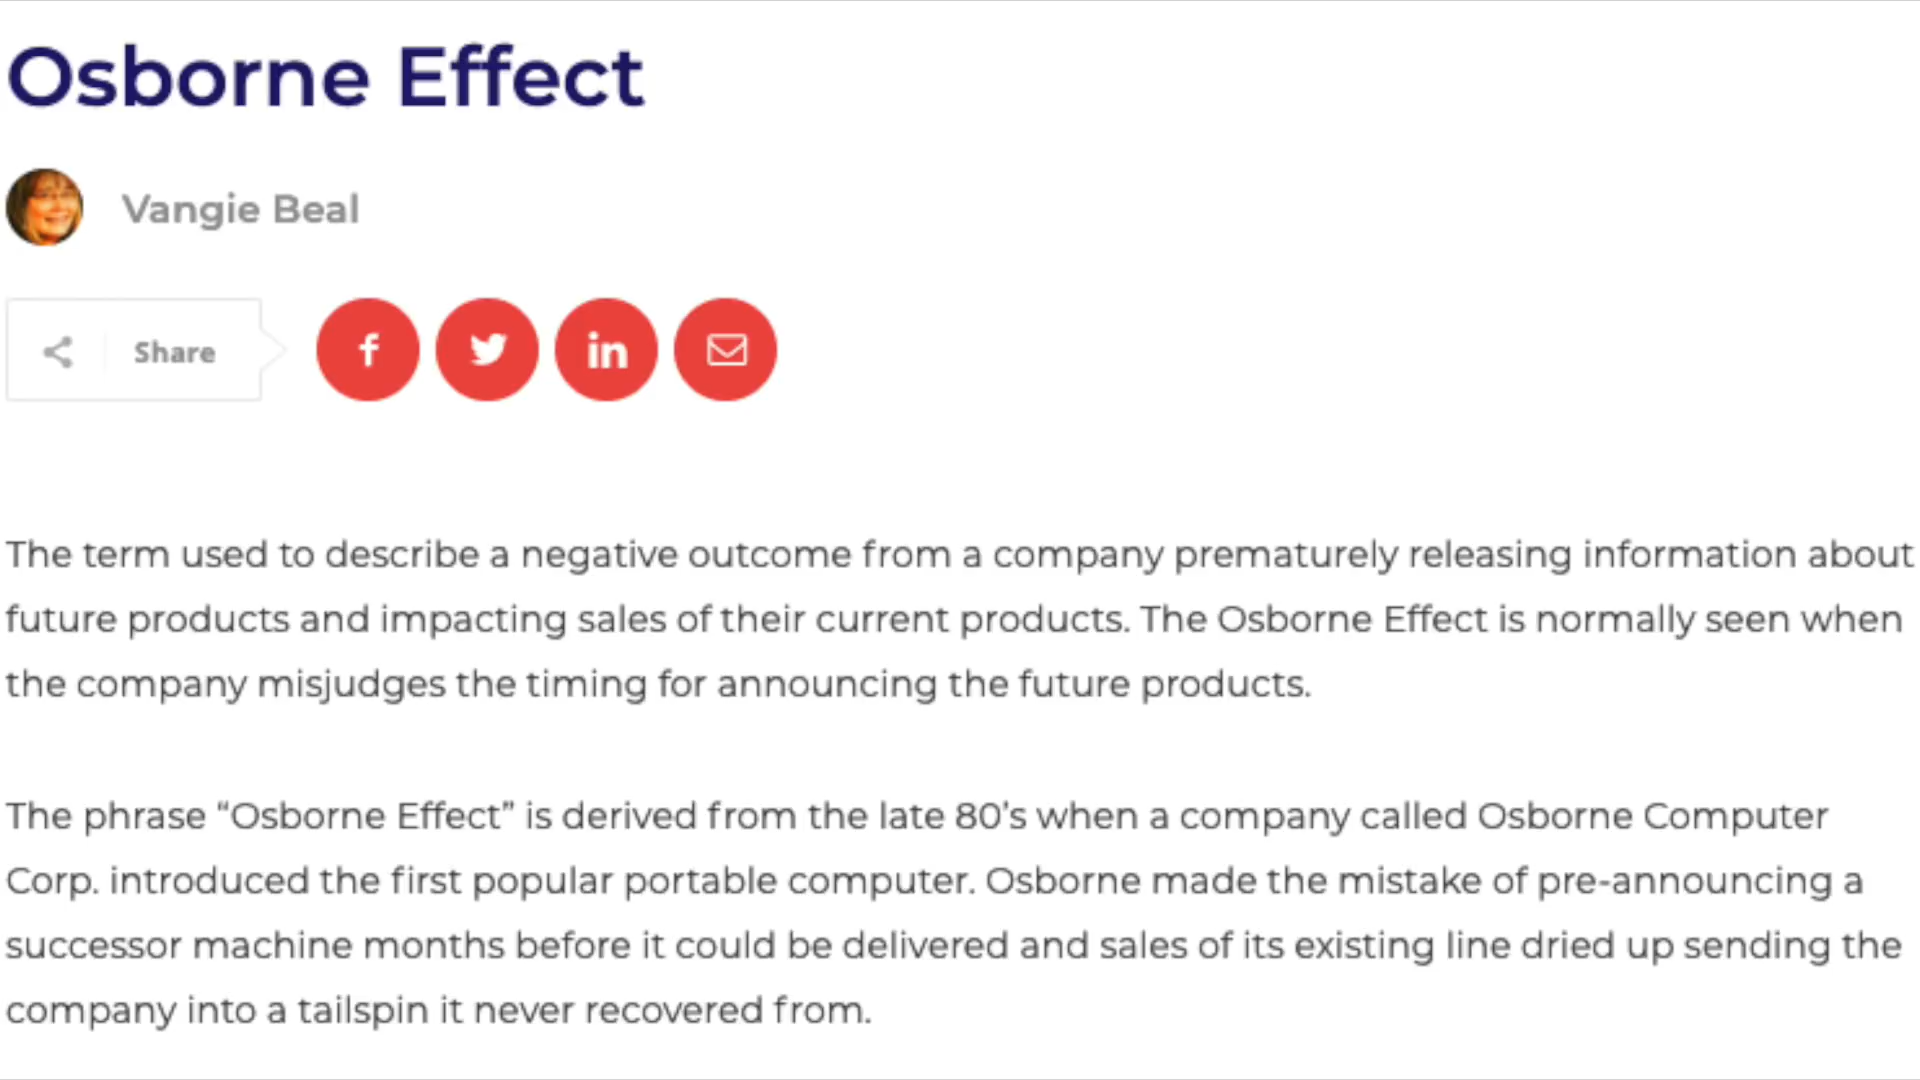 Osborne Effect
Vangie Beal
Share
The term used to describe a negative outcome from a company prematurely releasing information about
future products and impacting sales of their current products. The Osborne Effect is normally seen when
the company misjudges the timing for announcing the future products.
The phrase “Osborne Effect” is derived from the late 80’s when a company called Osborne Computer
Corp. introduced the first popular portable computer. Osborne made the mistake of pre-announcing a
successor machine months before it could be delivered and sales of its existing line dried up sending the
company into a tailspin it never recovered from.